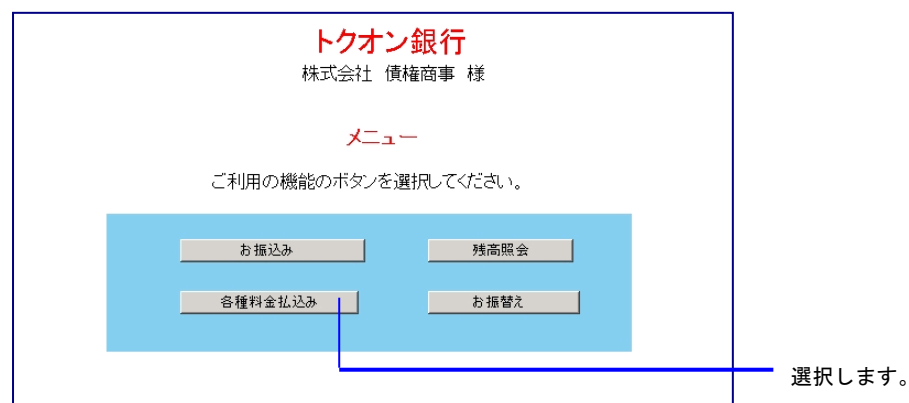 トクオン銀行
株式会社 債権商事 様
メニュー
ご利用の機能のボタンを選択してください。
お振込み 残高照会
各種料金払込み お振替え
選択します。